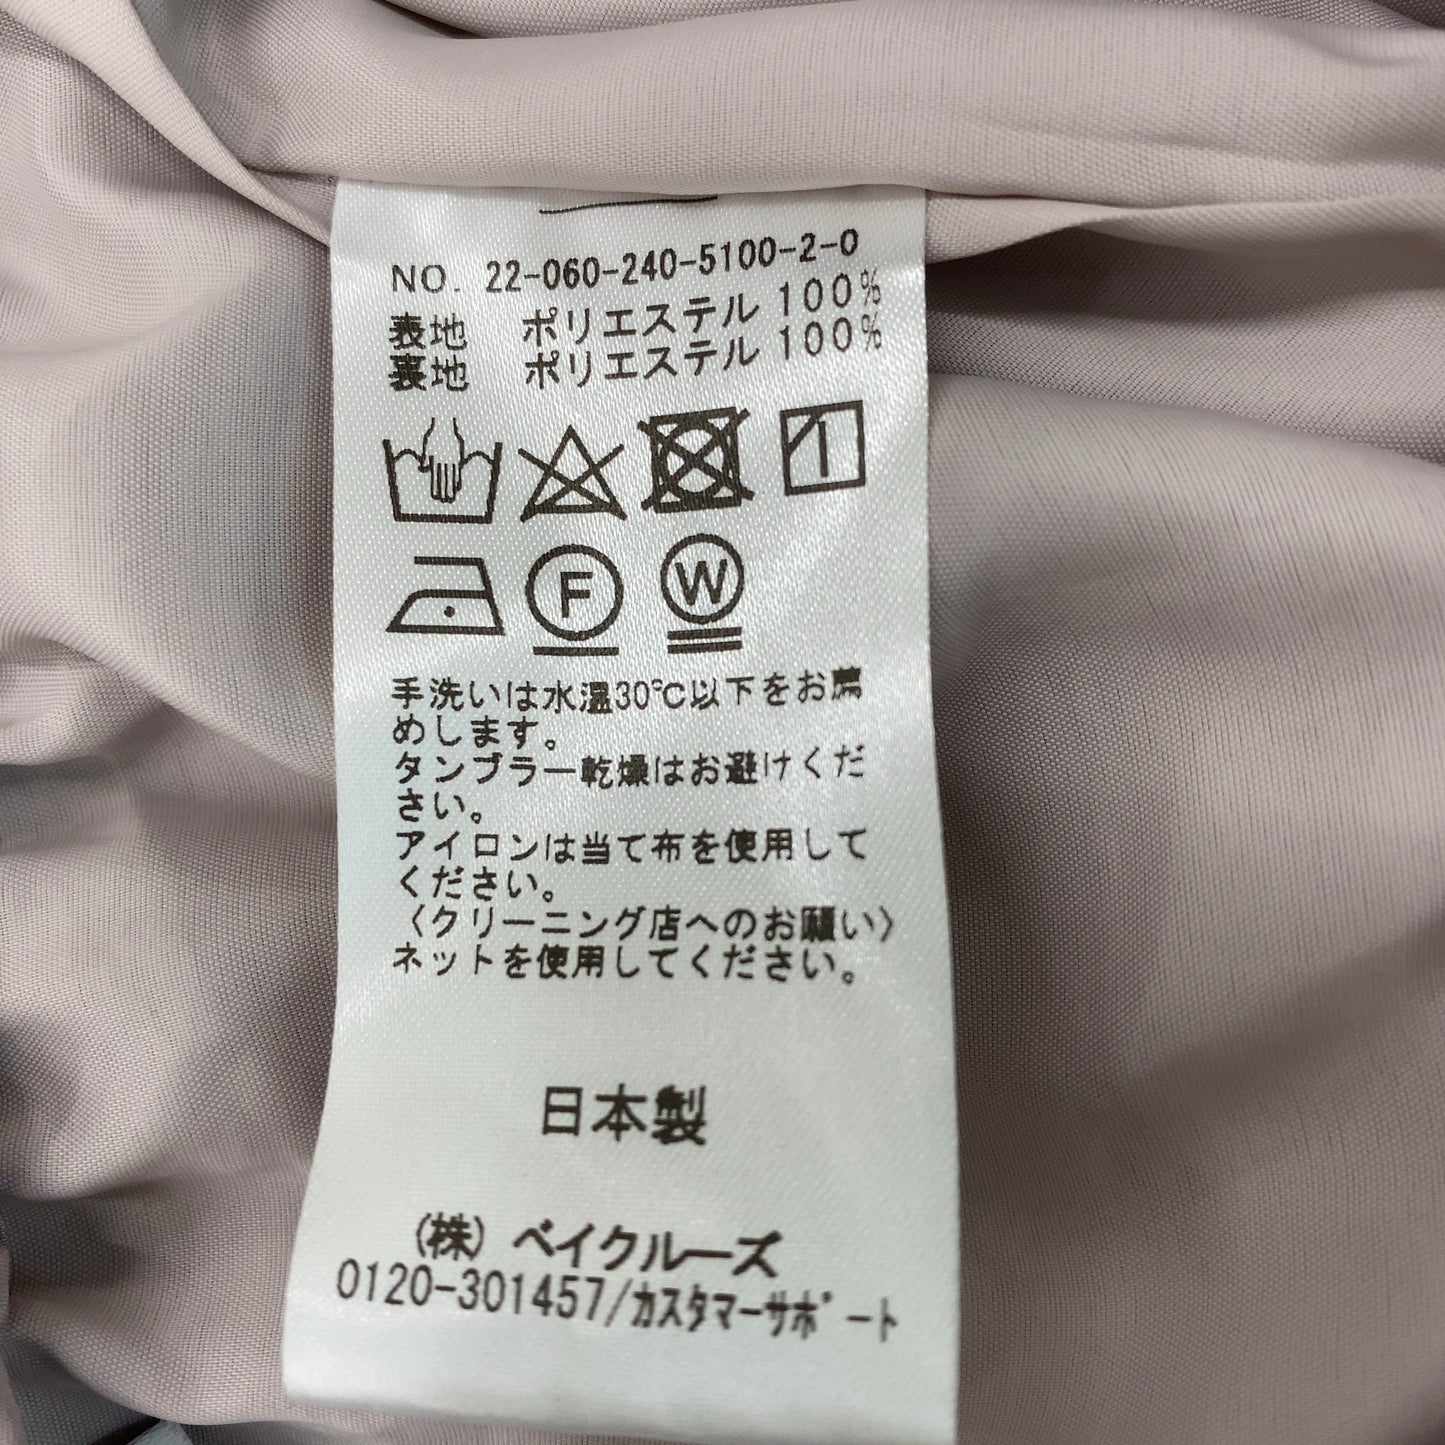 NO. 22-060-240-5100-2-0
表地 ポリエステル 100%
裏地 ポリエステル 100%
F W
手洗いは水温30℃以下をお薦
めします。
タンブラー乾燥はお避けくだ
さい。
アイロンは当て布を使用して
ください。
〈クリーニング店へのお願い〉
ネットを使用してください。
日本製
(株) ベイクルーズ
0120-301457/カスタマーサポート